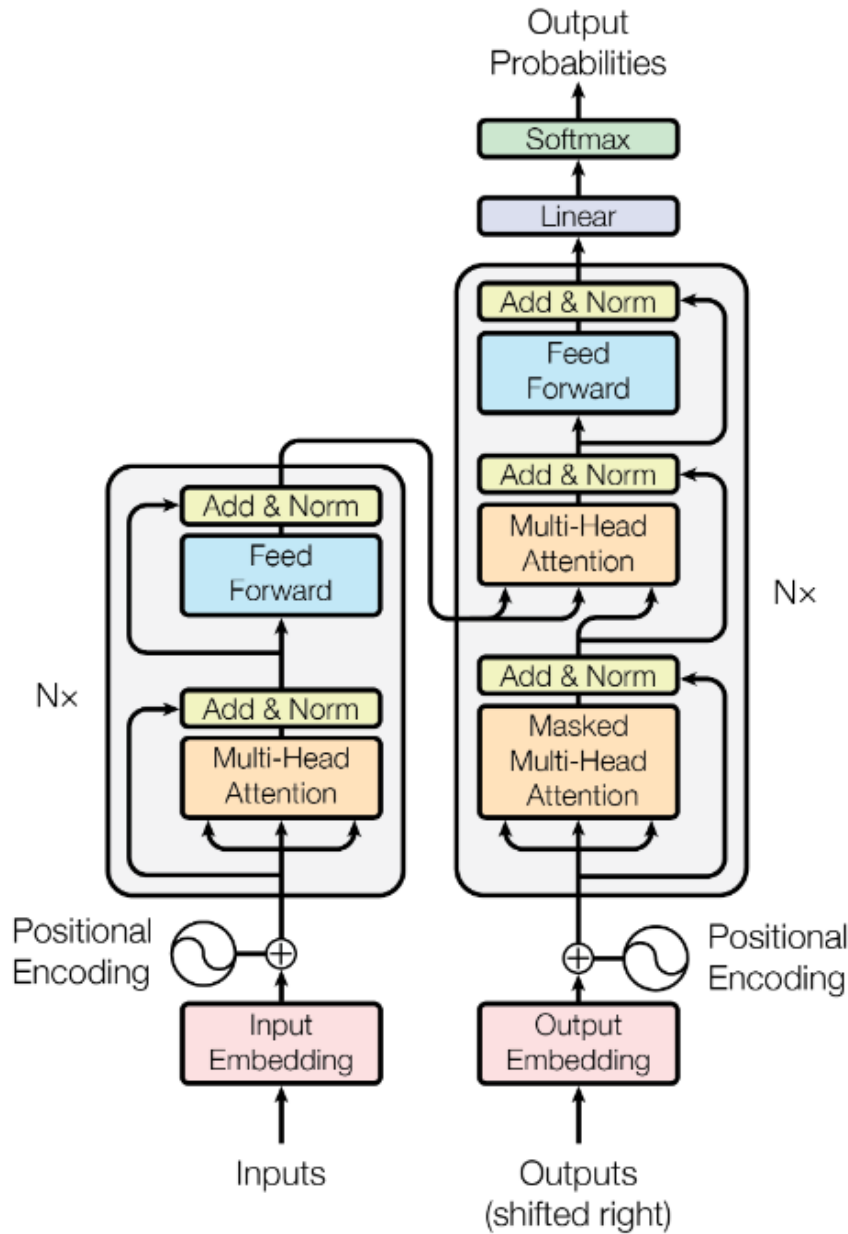 Output
Probabilities
Softmax
Linear
Add & Norm
Feed
Forward
Add & Norm
Multi-Head
Attention
N×
Add & Norm
Masked
Multi-Head
Attention
Add & Norm
Feed
Forward
N×
Add & Norm
Multi-Head
Attention
Positional
Encoding
Positional
Encoding
Input
Embedding
Output
Embedding
Inputs
Outputs
(shifted right)